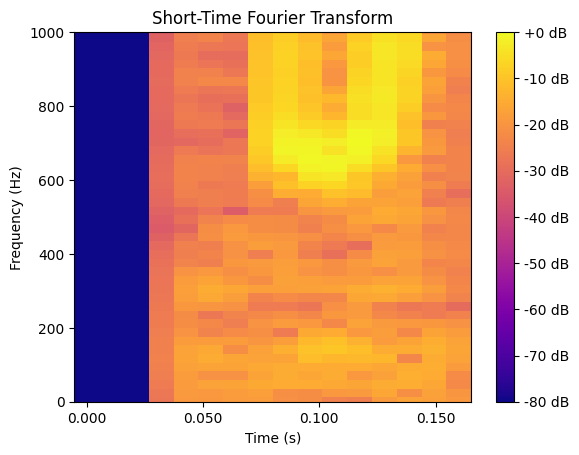 Short-Time Fourier Transform
1000
800
600
400
200
0
Frequency (Hz)
0.000
0.050
0.100
0.150
Time (s)
+0 dB
-10 dB
-20 dB
-30 dB
-40 dB
-50 dB
-60 dB
-70 dB
-80 dB